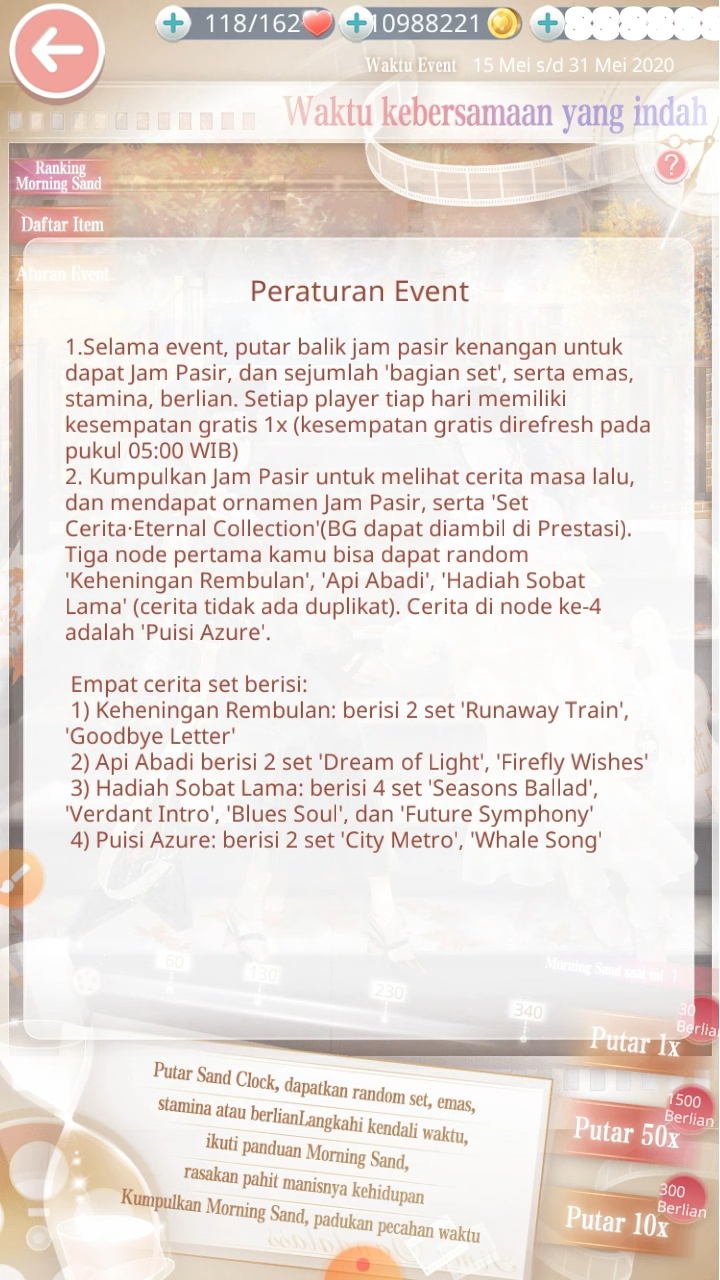 118/162
10988221
Waktu Event 15 Mei s/d 31 Mei 2020
Waktu kebersamaan yang indah
?
Ranking
Morning Sand
Daftar Item
Aturan Event
Peraturan Event
1.Selama event, putar balik jam pasir kenangan untuk
dapat Jam Pasir, dan sejumlah 'bagian set', serta emas,
stamina, berlian. Setiap player tiap hari memiliki
kesempatan gratis 1x (kesempatan gratis direfresh pada
pukul 05:00 WIB)
2. Kumpulkan Jam Pasir untuk melihat cerita masa lalu,
dan mendapat ornamen Jam Pasir, serta 'Set
Cerita·Eternal Collection'(BG dapat diambil di Prestasi).
Tiga node pertama kamu bisa dapat random
'Keheningan Rembulan', 'Api Abadi', 'Hadiah Sobat
Lama' (cerita tidak ada duplikat). Cerita di node ke-4
adalah 'Puisi Azure'.
Empat cerita set berisi:
1) Keheningan Rembulan: berisi 2 set 'Runaway Train',
'Goodbye Letter'
2) Api Abadi berisi 2 set 'Dream of Light', 'Firefly Wishes'
3) Hadiah Sobat Lama: berisi 4 set 'Seasons Ballad',
'Verdant Intro', 'Blues Soul', dan 'Future Symphony'
4) Puisi Azure: berisi 2 set 'City Metro', 'Whale Song'
Morning Sand saat ini 1
60
130
230
340
30
Berlia
Putar 1x
1500
Berlian
Putar 50x
300
Berlian
Putar 10x
Putar Sand Clock, dapatkan random set, emas,
stamina atau berlianLangkahi kendali waktu,
ikuti panduan Morning Sand,
rasakan pahit manisnya kehidupan
Kumpulkan Morning Sand, padukan pecahan waktu